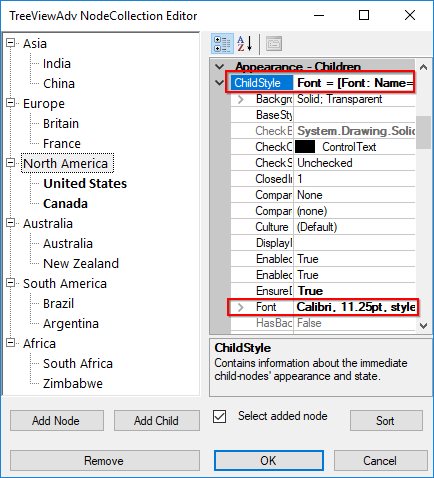 TreeViewAdv NodeCollection Editor
Asia
India
China
Europe
Britain
France
North America
United States
Canada
Australia
Australia
New Zealand
South America
Brazil
Argentina
Africa
South Africa
Zimbabwe
Appearance - Children
ChildStyle Font = [Font: Name=
Backgro Solid; Transparent
BaseSty
CheckB System.Drawing.Solid
CheckC ControlText
CheckS Unchecked
ClosedIr 1
Compar None
Compar (none)
Culture (Default)
DisplayI
Enabled True
Enabled True
EnsureD True
Font Calibri, 11.25pt, style
HasBac False
ChildStyle
Contains information about the immediate
child-nodes' appearance and state.
Add Node Add Child Select added node Sort
Remove OK Cancel